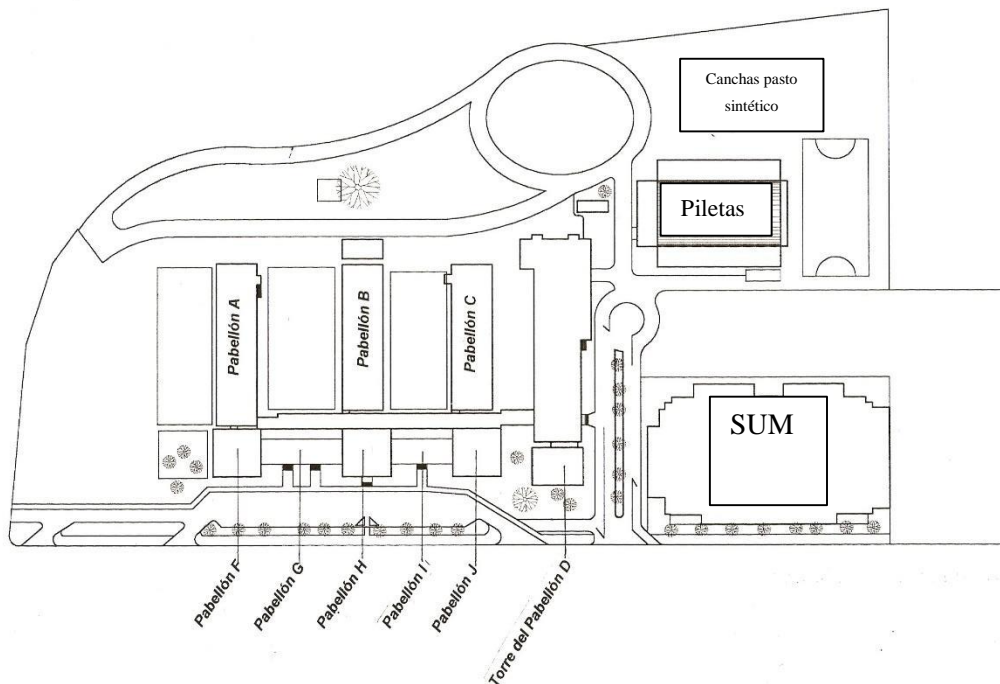 Canchas pasto
sintético
Piletas
Pabellón A
Pabellón B
Pabellón C
SUM
Pabellón F
Pabellón G
Pabellón H
Pabellón I
Pabellón J
Torre del Pabellón D